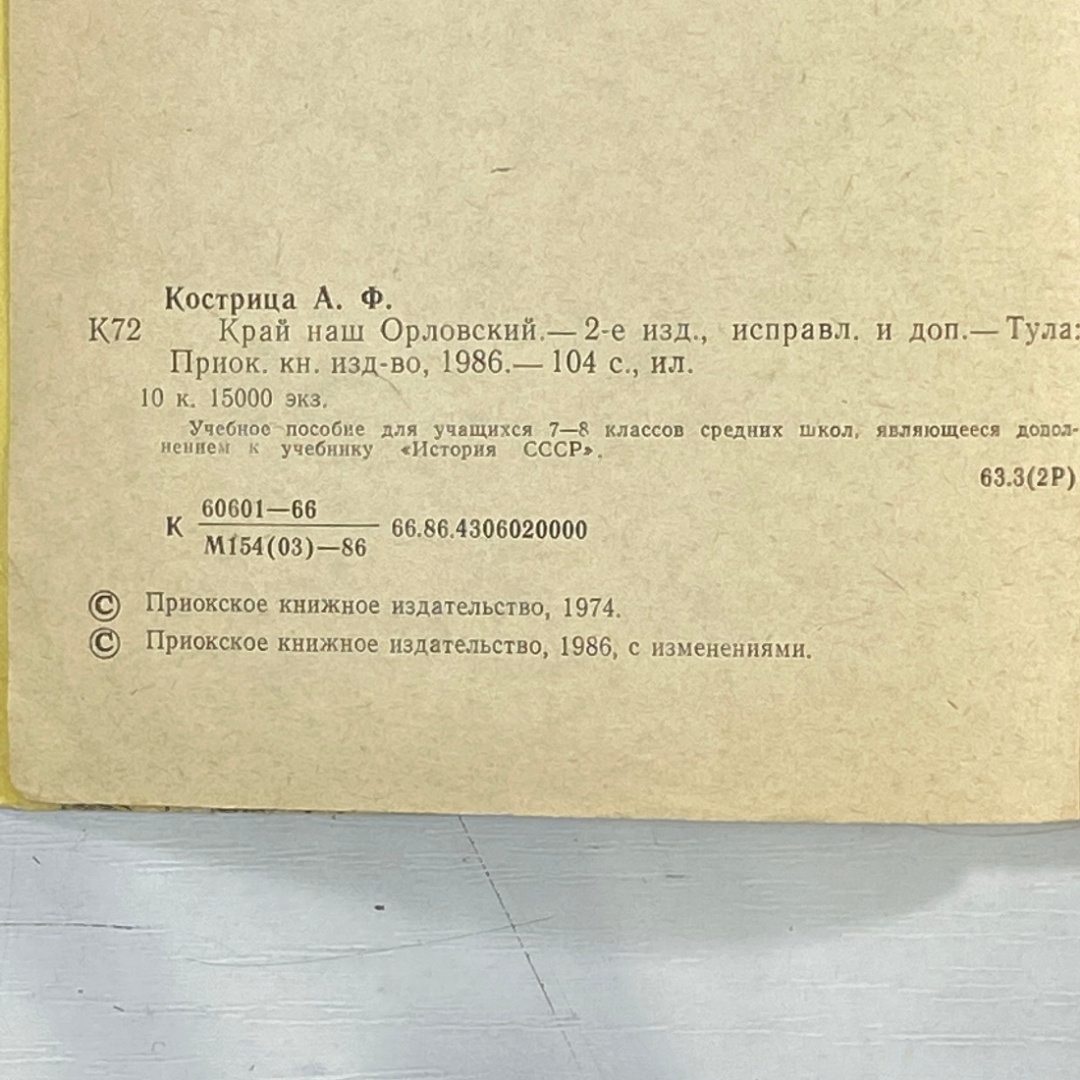 Кострица А. Ф.
К72 Край наш Орловский.— 2-е изд., исправл. и доп.— Тула:
Приок. кн. изд-во, 1986.— 104 с., ил.
10 к. 15000 экз.
Учебное пособие для учащихся 7—8 классов средних школ, являющееся допол-
нением к учебнику «История СССР».
63.3(2Р)
К 60601—66
М154(03)—86 66.86.4306020000
© Приокское книжное издательство, 1974.
© Приокское книжное издательство, 1986, с изменениями.